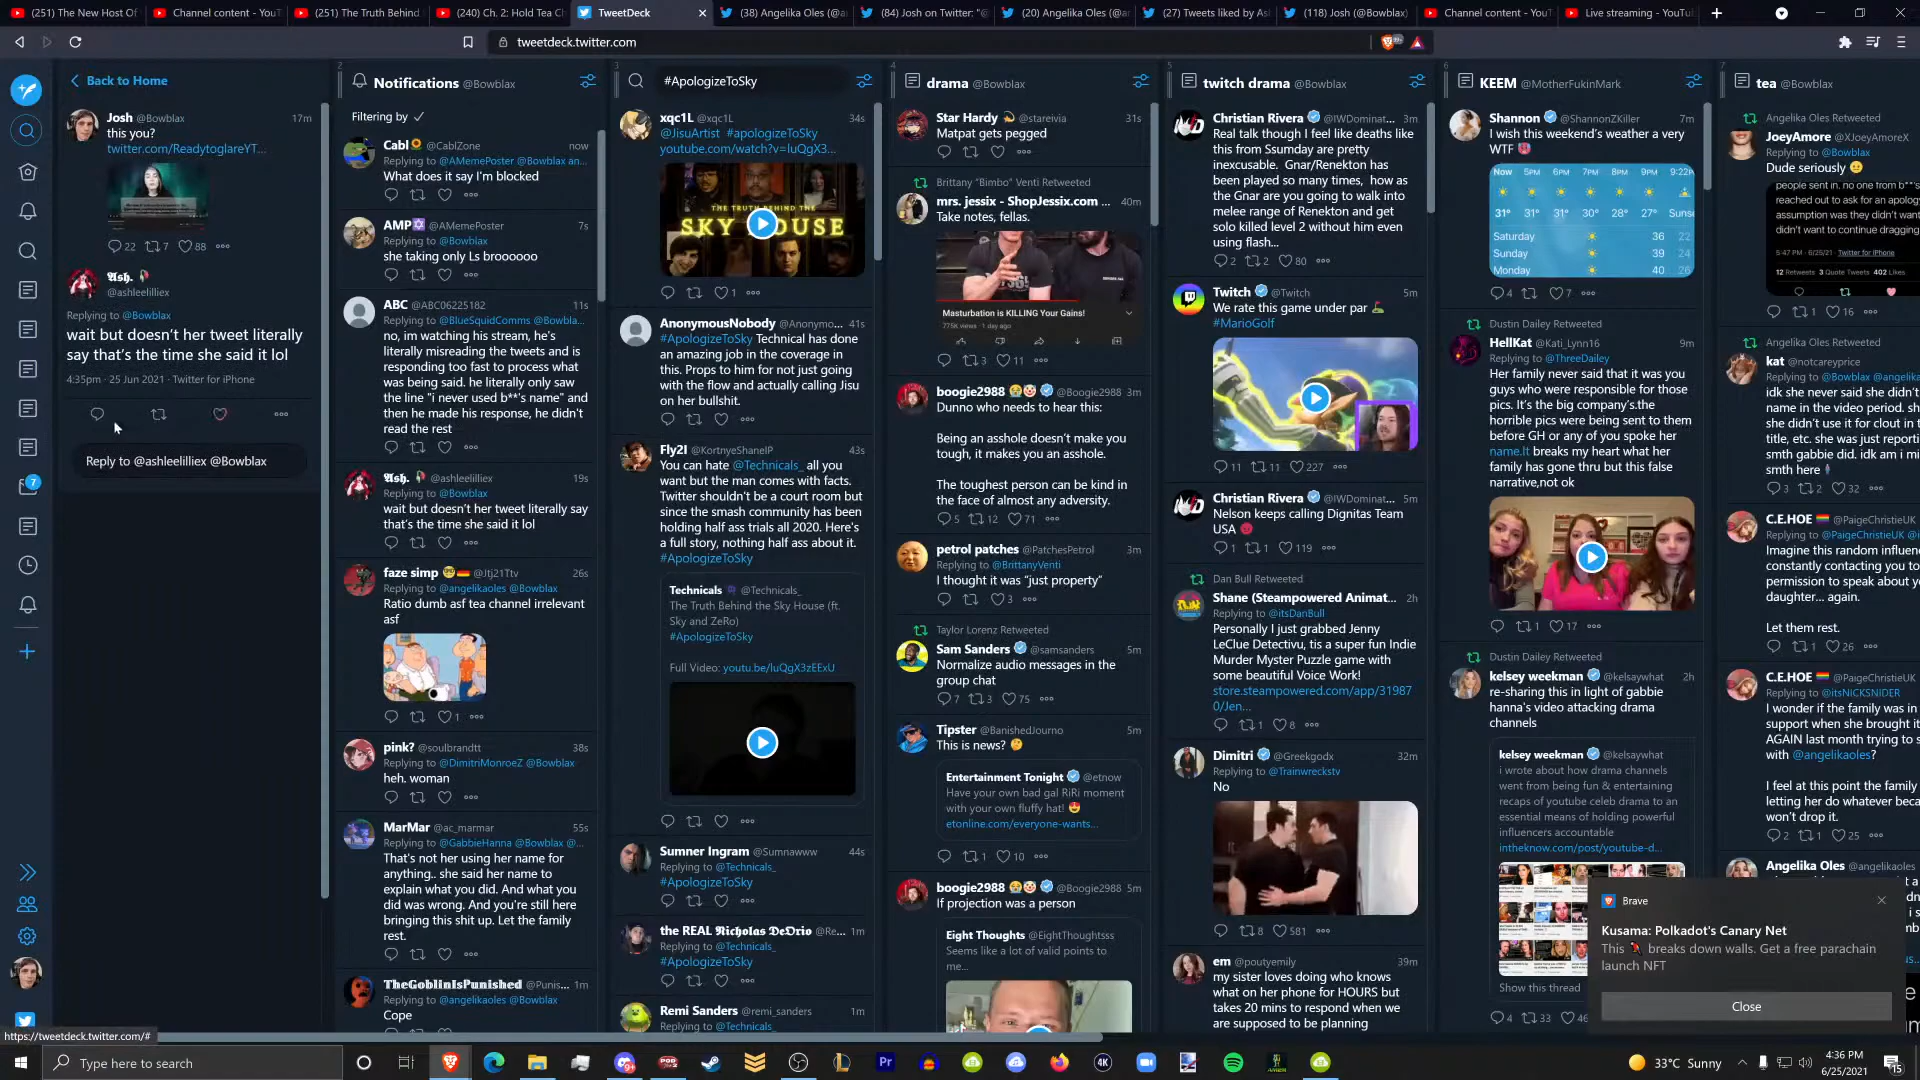 (251) The New Host Of
Channel content - YouT
(251) The Truth Behind
(240) Ch. 2: Hold Tea Cl
TweetDeck
(38) Angelika Oles (@an
(84) Josh on Twitter: "@
(20) Angelika Oles (@an
(27) Tweets liked by Ash
(118) Josh (@Bowblax)
Channel content - YouT
Live streaming - YouTu
tweetdeck.twitter.com
Back to Home
Josh @Bowblax 17m
this you?
twitter.com/ReadytoglareYT...
22 7 88
Ash.
@ashleelilliex
Replying to @Bowblax
wait but doesn't her tweet literally
say that's the time she said it lol
4:35pm · 25 Jun 2021 · Twitter for iPhone
Reply to @ashleelilliex @Bowblax
7
https://tweetdeck.twitter.com/#
2
Notifications @Bowblax
Filtering by
Cabl @CablZone now
Replying to @AMemePoster @Bowblax an...
What does it say I'm blocked
AMP @AMemePoster 7s
Replying to @Bowblax
she taking only Ls brooooooo
ABC @ABC06225182 11s
Replying to @BlueSquidComms @Bowbla...
no, im watching his stream, he's
literally misreading the tweets and is
responding too fast to process what
was being said. he literally only saw
the line "i never used b**'s name" and
then he made his response, he didn't
read the rest
Ash. @ashleelilliex 19s
Replying to @Bowblax
wait but doesn't her tweet literally say
that's the time she said it lol
faze simp @Jtj21Ttv 26s
Replying to @angelikaoles @Bowblax
Ratio dumb asf tea channel irrelevant
asf
1
pink? @soulbrandtt 38s
Replying to @DimitriMonroeZ @Bowblax
heh. woman
MarMar @ac_marmar 55s
Replying to @GabbieHanna @Bowblax @...
That's not her using her name for
anything.. she said her name to
explain what you did. And what you
did was wrong. And you're still here
bringing this shit up. Let the family
rest.
TheGoblinIsPunished @Punis... 1m
Replying to @angelikaoles @Bowblax
Cope
3
#ApologizeToSky
xqc1L @xqc1L 34s
@JisuArtist #apologizeToSky
youtube.com/watch?v=IuQgX3...
THE TRUTH BEHIND THE
SKY HOUSE
1
AnonymousNobody @Anonymo... 41s
#ApologizeToSky Technical has done
an amazing job in the coverage in
this. Props to him for not just going
with the flow and actually calling Jisu
on her bullshit.
Fly2l @KortnyeShanelP 43s
You can hate @Technicals_ all you
want but the man comes with facts.
Twitter shouldn't be a court room but
since the smash community has been
holding half ass trials all 2020. Here's
a full story, nothing half ass about it.
#ApologizeToSky
Technicals @Technicals_
The Truth Behind the Sky House (ft.
Sky and ZeRo)
#ApologizeToSky
Full Video: youtu.be/IuQgX3zEExU
Sumner Ingram @Sumnawww 44s
Replying to @Technicals_
#ApologizeToSky
the REAL Nicholas DeOrio @Re... 1m
Replying to @Technicals_
#ApologizeToSky
Remi Sanders @remi_sanders 1m
Replying to @Technicals_
4
drama @Bowblax
Star Hardy @stareivia 31s
Matpat gets pegged
Brittany "Bimbo" Venti Retweeted
mrs. jessix - ShopJessix.com ... 40m
Take notes, fellas.
Masturbation is KILLING Your Gains!
775k views · 1 day ago
3 11
boogie2988 @Boogie2988 3m
Dunno who needs to hear this:
Being an asshole doesn't make you
tough, it makes you an asshole.
The toughest person can be kind in
the face of almost any adversity.
5 12 71
petrol patches @PatchesPetrol 3m
Replying to @BrittanyVenti
I thought it was "just property"
3
Taylor Lorenz Retweeted
Sam Sanders @samsanders 5m
Normalize audio messages in the
group chat
7 3 75
Tipster @BanishedJourno 5m
This is news?
Entertainment Tonight @etnow
Have your own bad gal RiRi moment
with your own fluffy hat!
etonline.com/everyone-wants...
1 10
boogie2988 @Boogie2988 5m
If projection was a person
Eight Thoughts @EightThoughtsss
Seems like a lot of valid points to
me...
5
twitch drama @Bowblax
Christian Rivera @IWDominat... 3m
Real talk though I feel like deaths like
this from Ssumday are pretty
inexcusable. Gnar/Renekton has
been played so many times, how as
the Gnar are you going to walk into
melee range of Renekton and get
solo killed level 2 without him even
using flash...
2 2 80
Twitch @Twitch 5m
We rate this game under par
#MarioGolf
11 11 227
Christian Rivera @IWDominat... 5m
Nelson keeps calling Dignitas Team
USA
1 1 119
Dan Bull Retweeted
Shane (Steampowered Animat... 2h
Replying to @itsDanBull
Personally I just grabbed Jenny
LeClue Detectivu, tis a super fun Indie
Murder Myster Puzzle game with
some beautiful Voice Work!
store.steampowered.com/app/31987
0/Jen...
1 8
Dimitri @Greekgodx 32m
Replying to @Trainwreckstv
No
8 581
em @poutyemily 39m
my sister loves doing who knows
what on her phone for HOURS but
takes 20 mins to respond when we
are supposed to be planning
6
KEEM @MotherFukinMark
Shannon @ShannonZKiller 7m
I wish this weekend's weather a very
WTF
Now 5PM 6PM 7PM 8PM 9PM 9:22P
31° 31° 31° 30° 28° 27° Sunse
Saturday 36 22
Sunday 39 24
Monday 40 26
4 7
Dustin Dailey Retweeted
HellKat @Kati_Lynn16 9m
Replying to @ThreeDailey
Her family never said that it was you
guys who were responsible for those
pics. It's the big company's.the
horrible pics were being sent to them
before GH or any of you spoke her
name.It breaks my heart what her
family has gone thru but this false
narrative,not ok
1 17
Dustin Dailey Retweeted
kelsey weekman @kelsaywhat 2h
re-sharing this in light of gabbie
hanna's video attacking drama
channels
kelsey weekman @kelsaywhat
i wrote about how drama channels
went from being fun & entertaining
recaps of youtube celeb drama to an
essential means of holding powerful
influencers accountable
intheknow.com/post/youtube-d...
Show this thread
4 33 46
7
tea @Bowblax
Angelika Oles Retweeted
JoeyAmore @XJoeyAmoreX
Replying to @Bowblax
Dude seriously
people sent in, no one from b**'s
reached out to ask for an apology
assumption was they didn't want
didn't want to continue dragging
5:47 PM · 6/25/21 · Twitter for iPhone
12 Retweets 3 Quote Tweets 402 Likes
1 16
Angelika Oles Retweeted
kat @notcareyprice
Replying to @Bowblax @angelika
idk she never said she didn't u
name in the video period. she
she didn't use it for clout in th
title, etc. she was just reportin
smth gabbie did. idk am i mi
smth here
3 2 32
C.E.HOE @PaigeChristieUK
Replying to @PaigeChristieUK @i
Imagine this random influenc
constantly contacting you to
permission to speak about yo
daughter... again.
Let them rest.
1 26
C.E.HOE @PaigeChristieUK
Replying to @itsNICKSNIDER
I wonder if the family was in
support when she brought it
AGAIN last month trying to s
with @angelikaoles?
I feel at this point the family
letting her do whatever beca
won't drop it.
2 1 25
Angelika Oles @angelikaoles
Brave
Kusama: Polkadot's Canary Net
This breaks down walls. Get a free parachain
launch NFT
Close
Type here to search
33°C Sunny
4:36 PM
6/25/2021
15